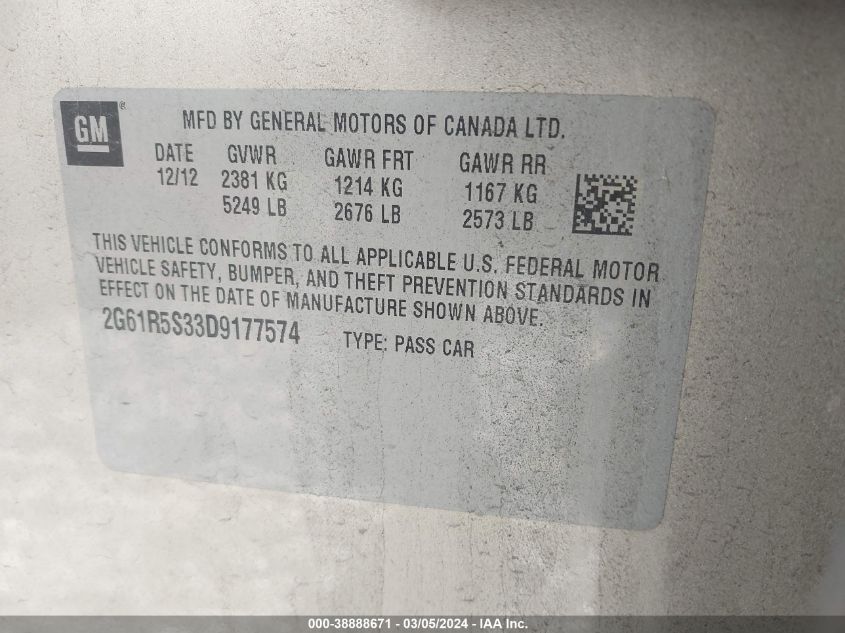 GM ®
MFD BY GENERAL MOTORS OF CANADA LTD.
DATE GVWR GAWR FRT GAWR RR
12/12 2381 KG 1214 KG 1167 KG
5249 LB 2676 LB 2573 LB
THIS VEHICLE CONFORMS TO ALL APPLICABLE U.S. FEDERAL MOTOR
VEHICLE SAFETY, BUMPER, AND THEFT PREVENTION STANDARDS IN
EFFECT ON THE DATE OF MANUFACTURE SHOWN ABOVE.
2G61R5S33D9177574 TYPE: PASS CAR
000-38888671 - 03/05/2024 - IAA Inc.